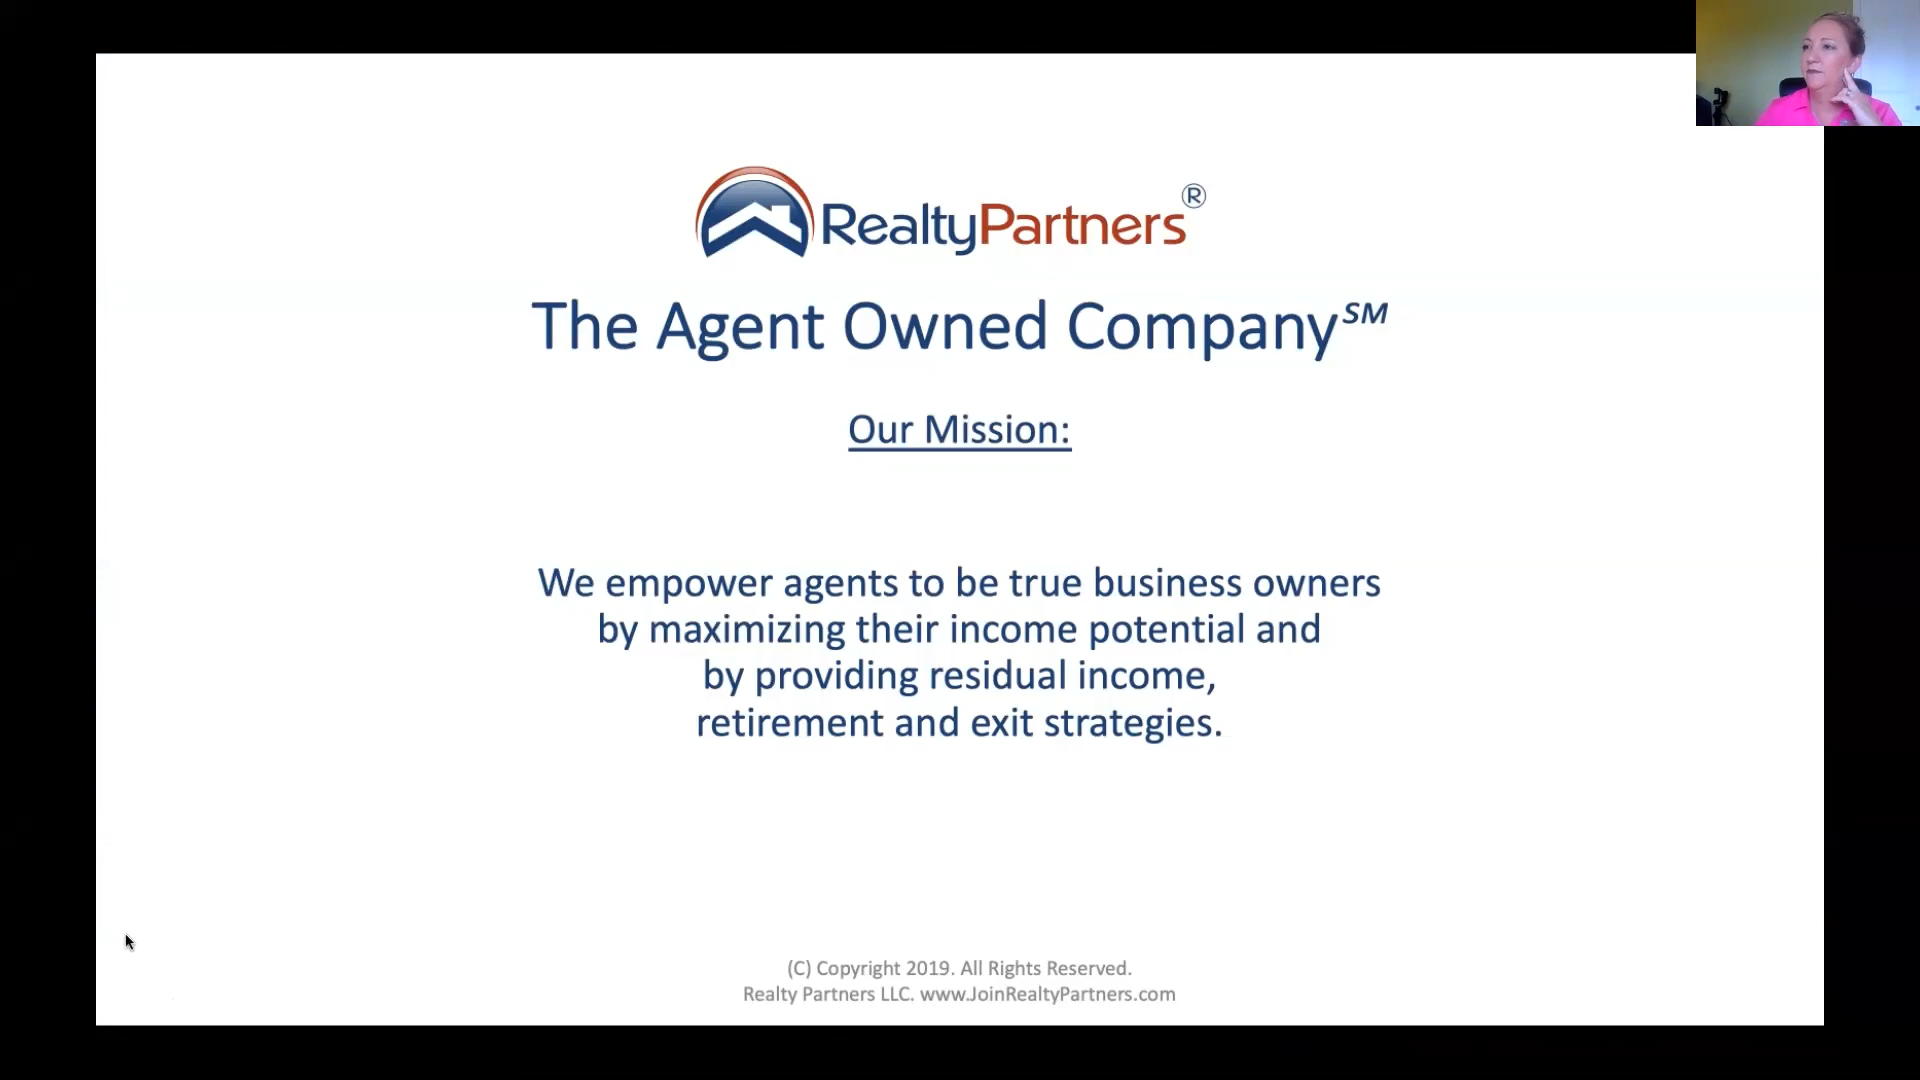 RealtyPartners®
The Agent Owned Company℠
Our Mission:
We empower agents to be true business owners
by maximizing their income potential and
by providing residual income,
retirement and exit strategies.
(C) Copyright 2019. All Rights Reserved.
Realty Partners LLC. www.JoinRealtyPartners.com